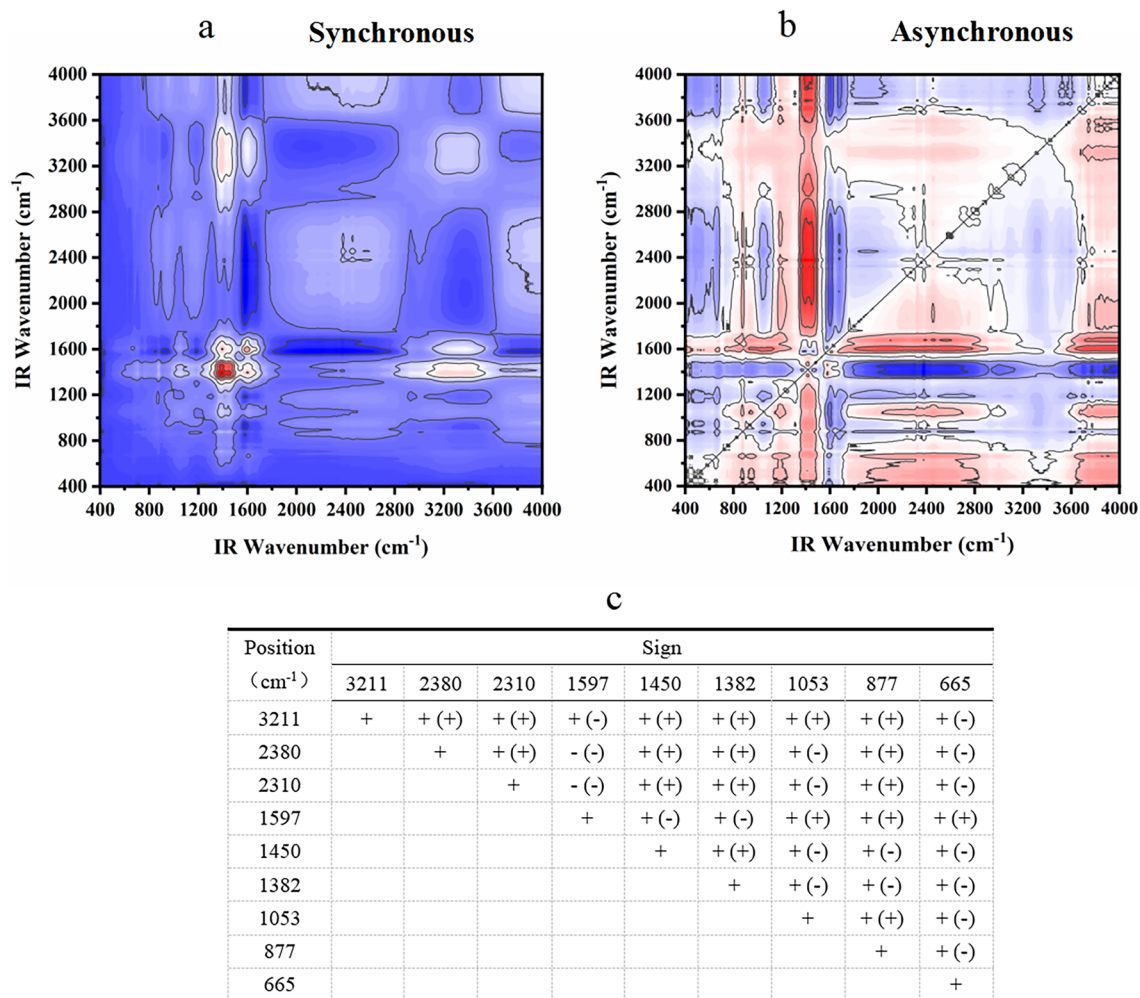 a
Synchronous
4000
3600
3200
2800
2400
2000
1600
1200
800
400
IR Wavenumber (cm⁻¹)
400 800 1200 1600 2000 2400 2800 3200 3600 4000
IR Wavenumber (cm⁻¹)
b
Asynchronous
4000
3600
3200
2800
2400
2000
1600
1200
800
400
IR Wavenumber (cm⁻¹)
400 800 1200 1600 2000 2400 2800 3200 3600 4000
IR Wavenumber (cm⁻¹)
c
Position
（cm⁻¹）
Sign
3211 2380 2310 1597 1450 1382 1053 877 665
3211 + + (+) + (+) + (-) + (+) + (+) + (+) + (+) + (-)
2380 + + (+) - (-) + (+) + (+) + (-) + (+) + (-)
2310 + - (-) + (+) + (+) + (-) + (+) + (-)
1597 + + (-) + (-) + (+) + (+) + (+)
1450 + + (+) + (-) + (-) + (-)
1382 + + (-) + (-) + (-)
1053 + + (+) + (-)
877 + + (-)
665 +